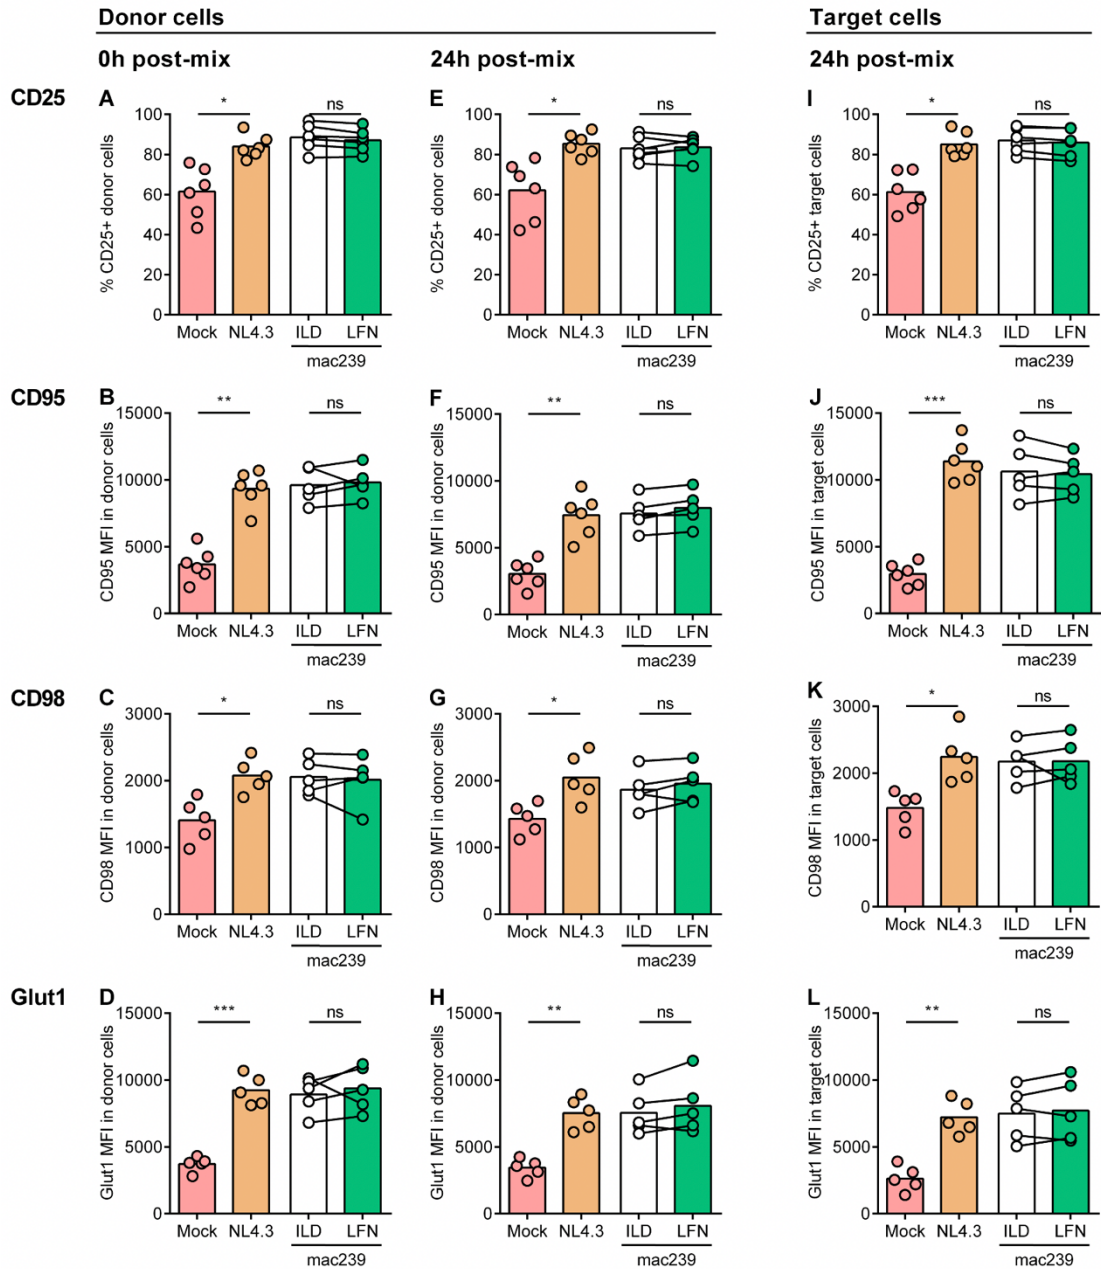 Donor cells
Target cells
0h post-mix
24h post-mix
24h post-mix
CD25
A
% CD25+ donor cells
100
80
60
40
20
0
*
ns
Mock
NL4.3
ILD
LFN
mac239
E
% CD25+ donor cells
100
80
60
40
20
0
*
ns
Mock
NL4.3
ILD
LFN
mac239
I
% CD25+ target cells
100
80
60
40
20
0
*
ns
Mock
NL4.3
ILD
LFN
mac239
CD95
B
CD95 MFI in donor cells
15000
10000
5000
0
**
ns
Mock
NL4.3
ILD
LFN
mac239
F
CD95 MFI in donor cells
15000
10000
5000
0
**
ns
Mock
NL4.3
ILD
LFN
mac239
J
CD95 MFI in target cells
15000
10000
5000
0
***
ns
Mock
NL4.3
ILD
LFN
mac239
CD98
C
CD98 MFI in donor cells
3000
2000
1000
0
*
ns
Mock
NL4.3
ILD
LFN
mac239
G
CD98 MFI in donor cells
3000
2000
1000
0
*
ns
Mock
NL4.3
ILD
LFN
mac239
K
CD98 MFI in target cells
3000
2000
1000
0
*
ns
Mock
NL4.3
ILD
LFN
mac239
Glut1
D
Glut1 MFI in donor cells
15000
10000
5000
0
***
ns
Mock
NL4.3
ILD
LFN
mac239
H
Glut1 MFI in donor cells
15000
10000
5000
0
**
ns
Mock
NL4.3
ILD
LFN
mac239
L
Glut1 MFI in target cells
15000
10000
5000
0
**
ns
Mock
NL4.3
ILD
LFN
mac239